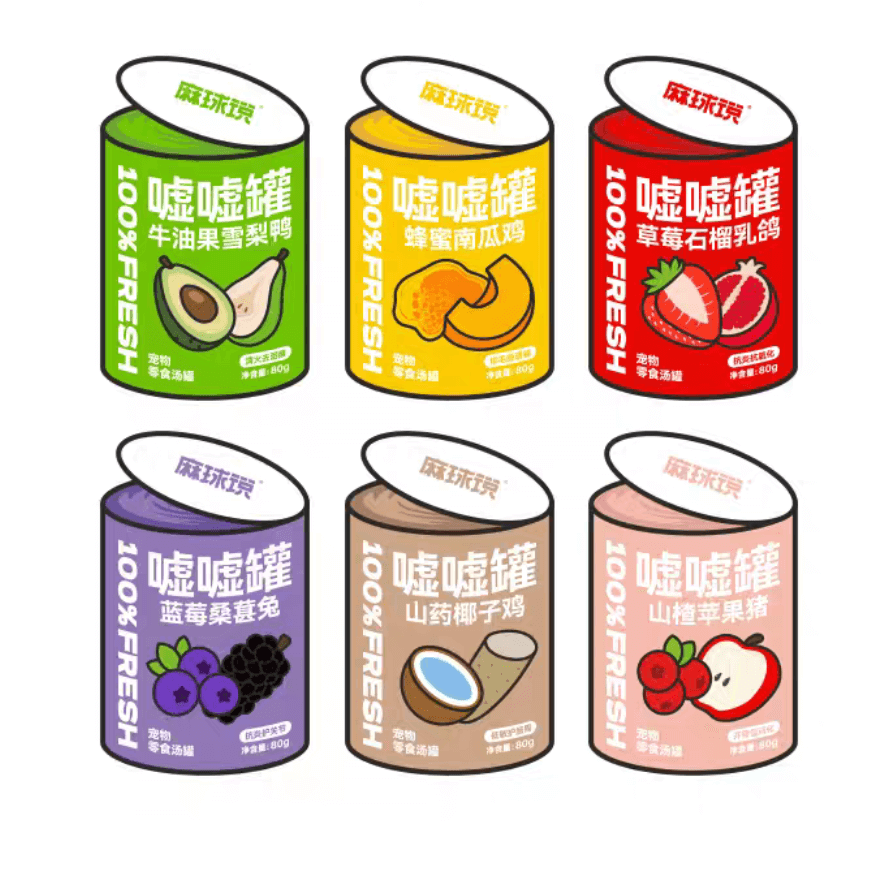 麻球说
100% FRESH
嘘嘘罐
牛油果雪梨鸭
宠物
零食汤罐
清火去泪痕
净含量:80g
麻球说
100% FRESH
嘘嘘罐
蜂蜜南瓜鸡
宠物
零食汤罐
净含量:80g
麻球说
100% FRESH
嘘嘘罐
草莓石榴乳鸽
宠物
零食汤罐
抗炎抗氧化
净含量:80g
麻球说
100% FRESH
嘘嘘罐
蓝莓桑葚兔
宠物
零食汤罐
抗炎护关节
净含量:80g
麻球说
100% FRESH
嘘嘘罐
山药椰子鸡
宠物
零食汤罐
净含量:80g
麻球说
100% FRESH
嘘嘘罐
山楂苹果猪
宠物
零食汤罐
净含量:80g